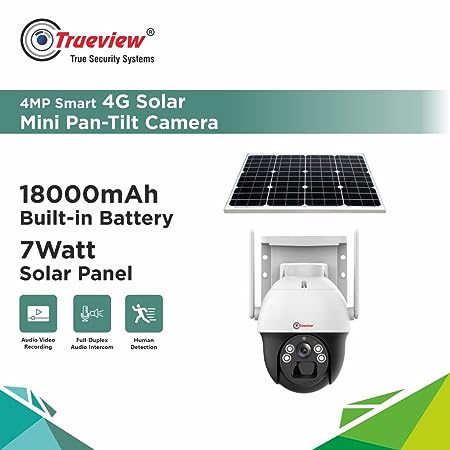 Trueview®
True Security Systems
4MP Smart 4G Solar
Mini Pan-Tilt Camera
18000mAh
Built-in Battery
7Watt
Solar Panel
Audio Video
Recording
Full-Duplex
Audio Intercom
Human
Detection
Trueview